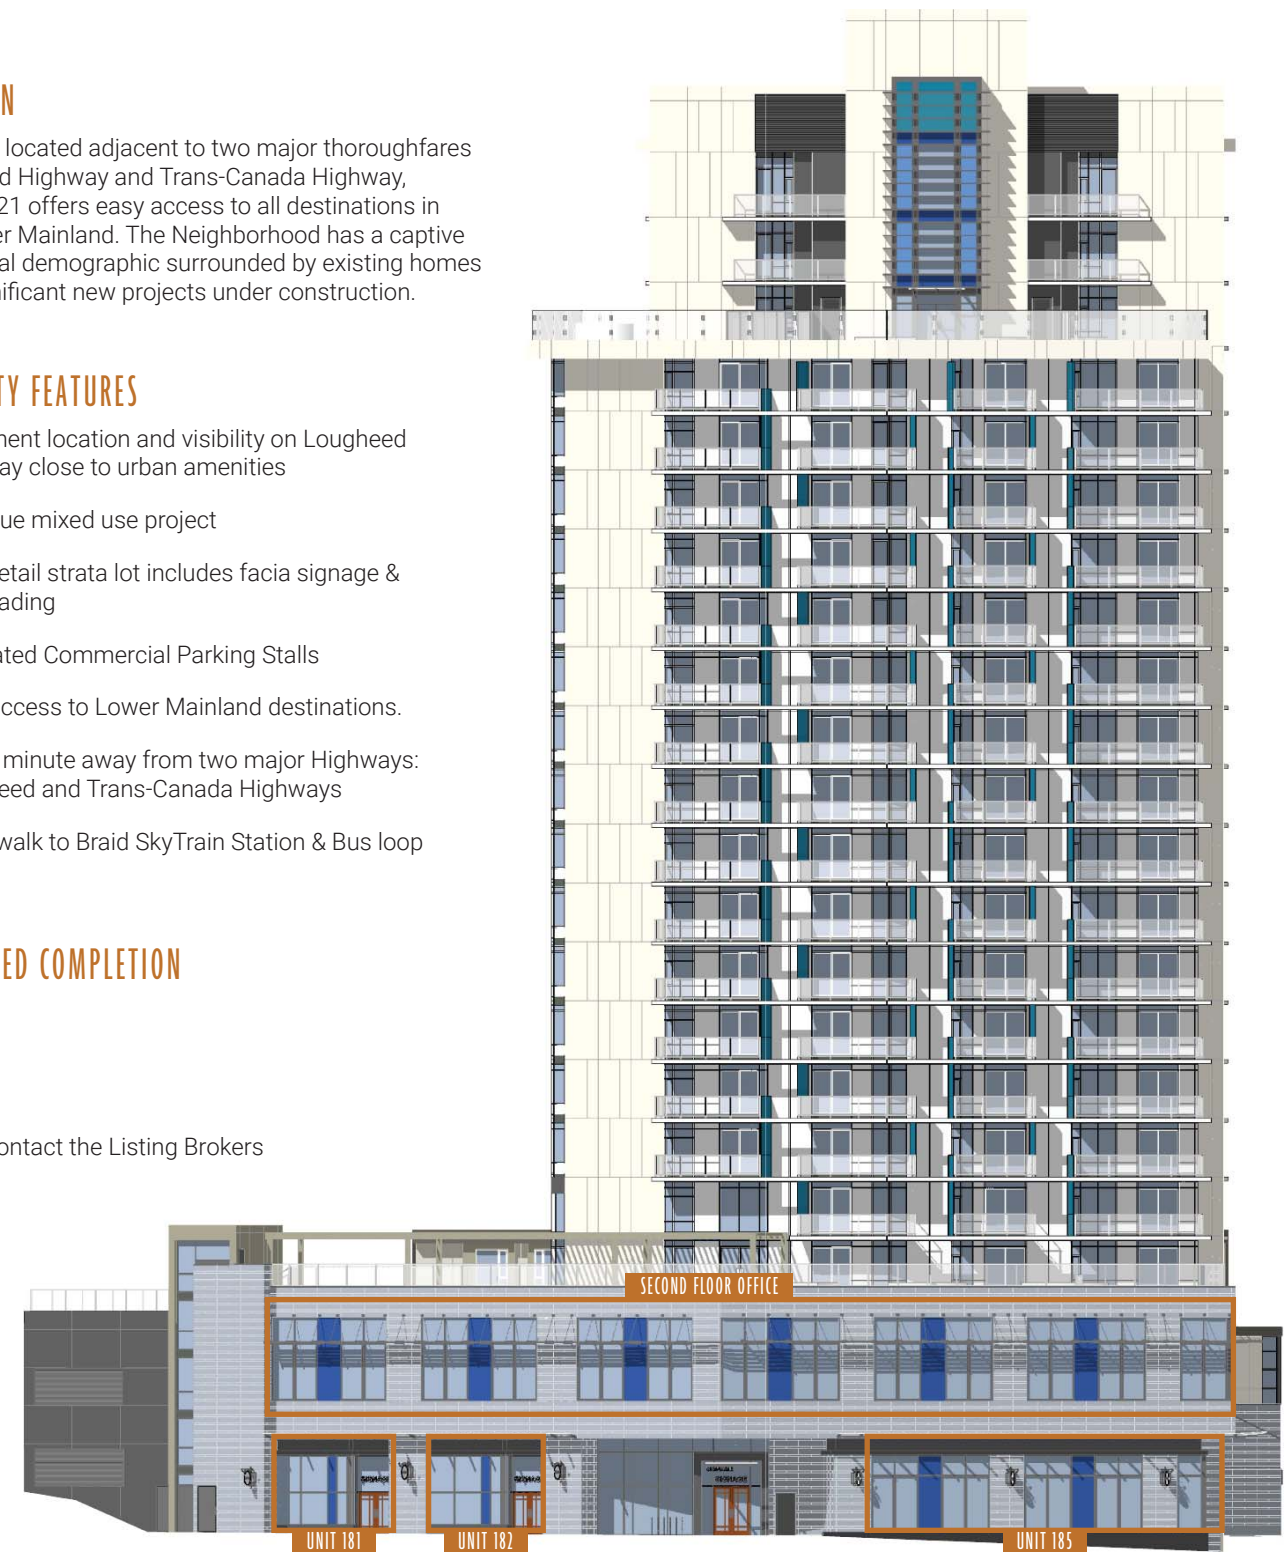 N
located adjacent to two major thoroughfares
d Highway and Trans-Canada Highway,
21 offers easy access to all destinations in
er Mainland. The Neighborhood has a captive
al demographic surrounded by existing homes
nificant new projects under construction.
TY FEATURES
nent location and visibility on Lougheed
ay close to urban amenities
ue mixed use project
etail strata lot includes facia signage &
ading
ated Commercial Parking Stalls
ccess to Lower Mainland destinations.
minute away from two major Highways:
eed and Trans-Canada Highways
walk to Braid SkyTrain Station & Bus loop
ED COMPLETION
ontact the Listing Brokers
SECOND FLOOR OFFICE
UNIT 181
UNIT 182
UNIT 185